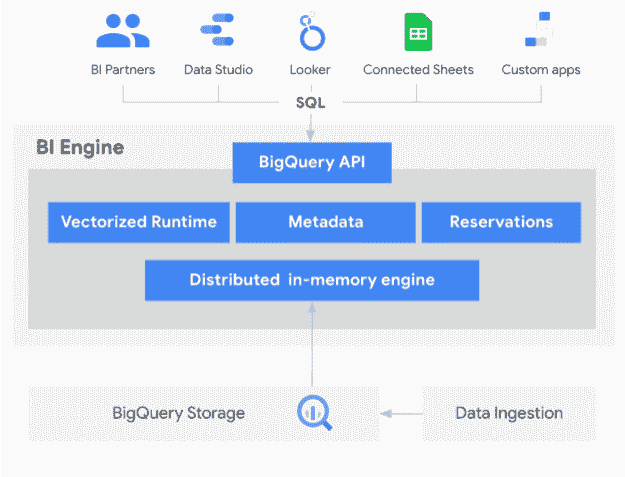 BI Partners
Data Studio
Looker
Connected Sheets
Custom apps
SQL
BI Engine
BigQuery API
Vectorized Runtime
Metadata
Reservations
Distributed in-memory engine
BigQuery Storage
Data Ingestion